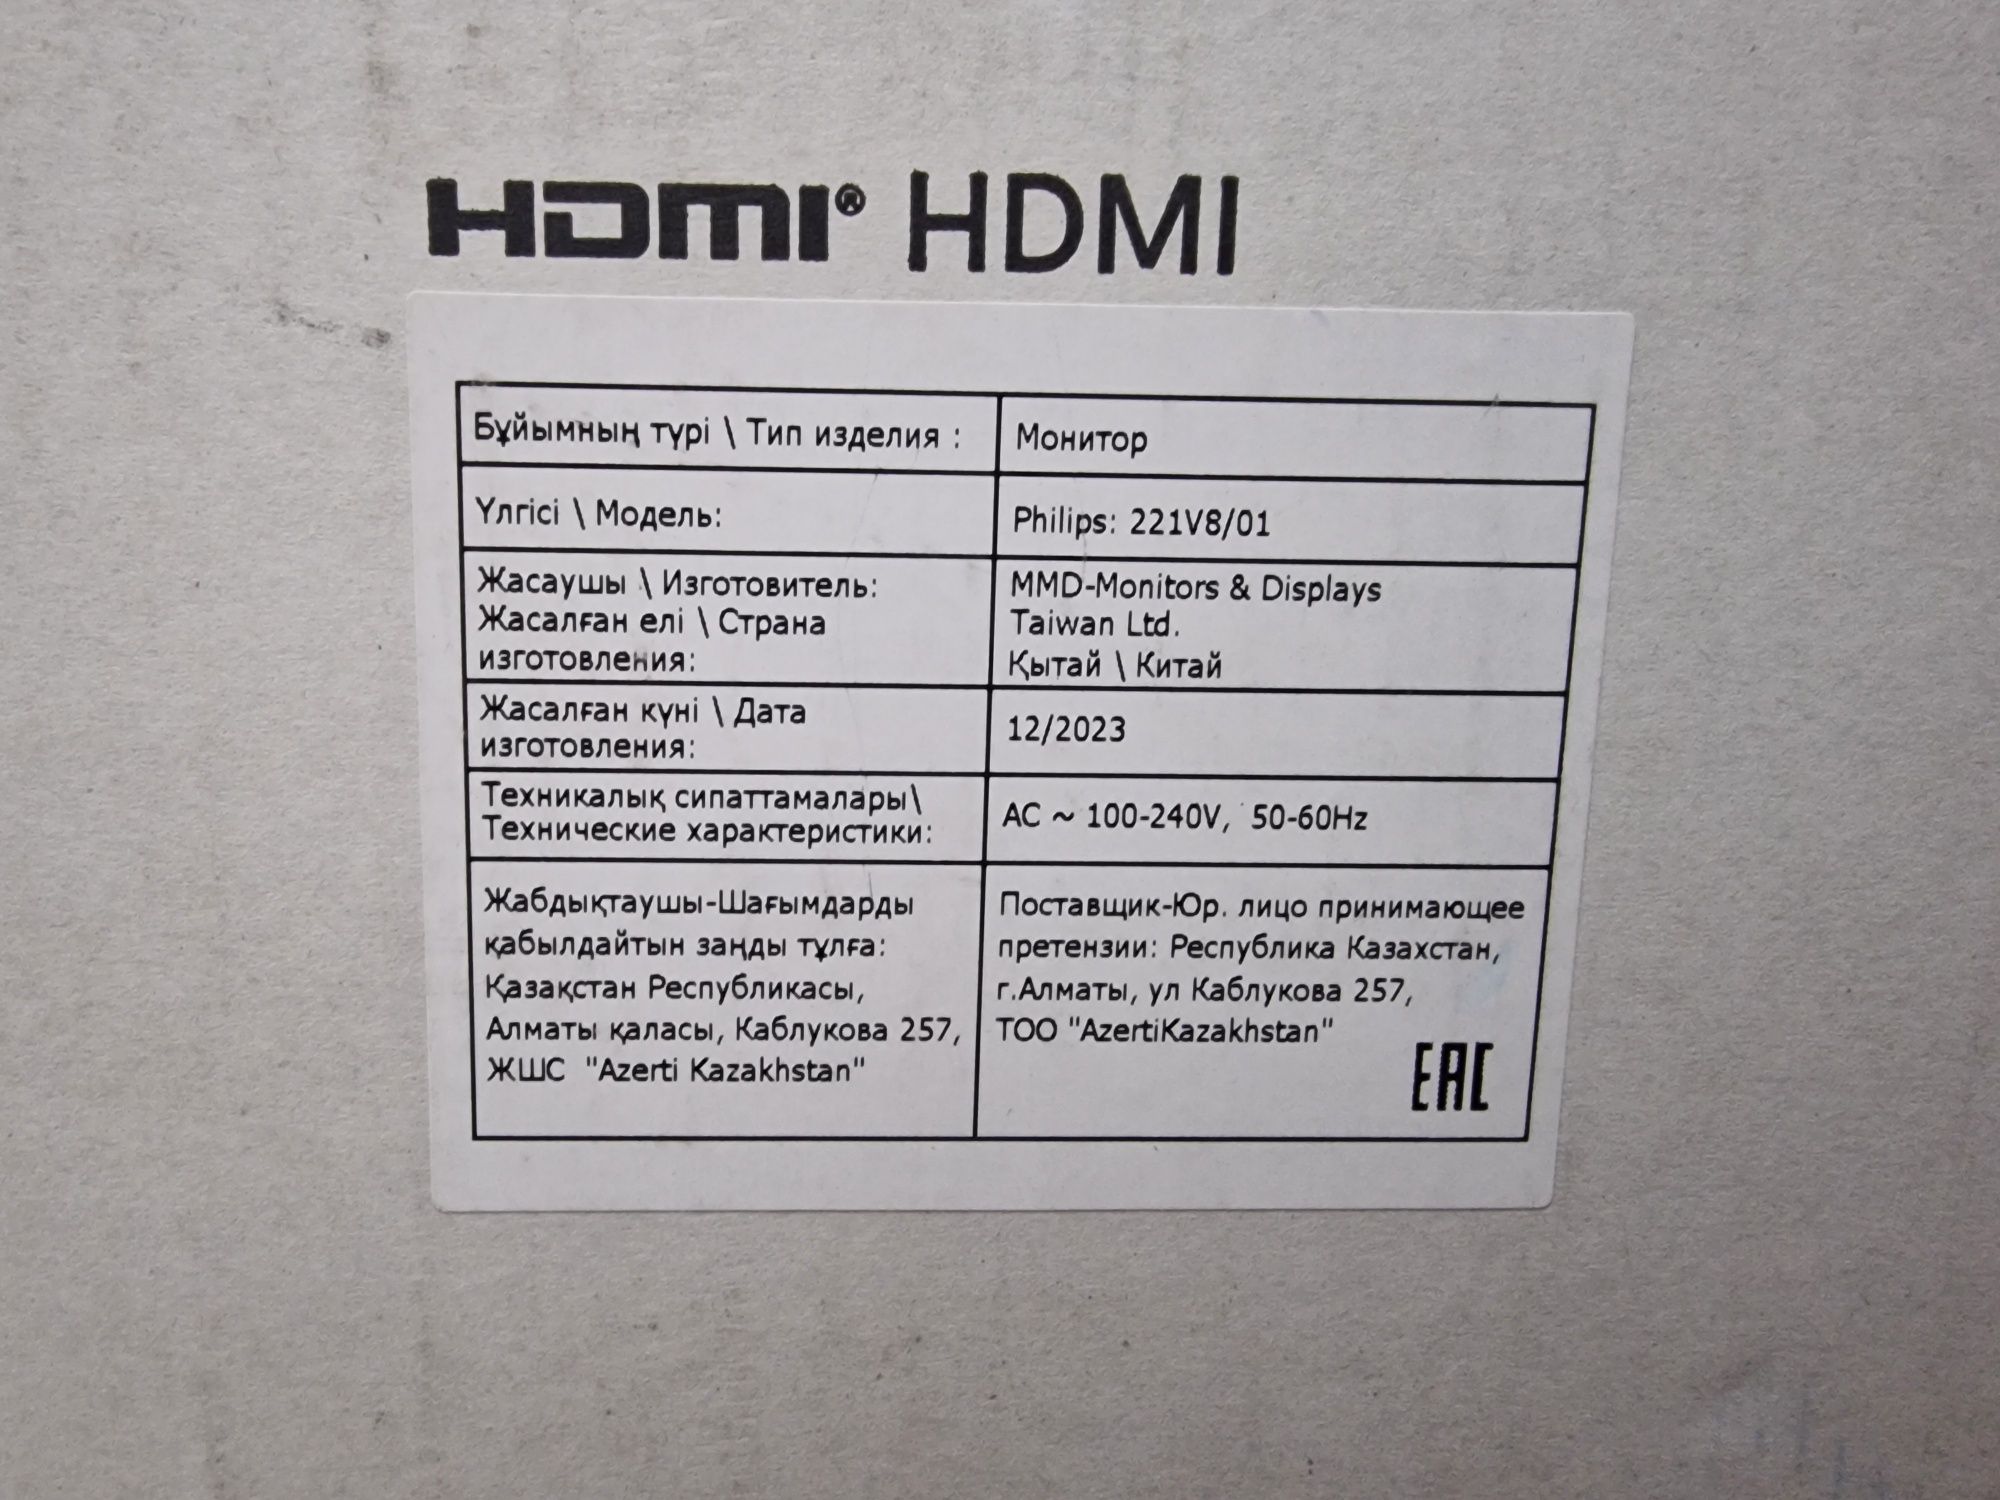 HDMI® HDMI
Бұйымның түрі \ Тип изделия :
Монитор
Үлгісі \ Модель:
Philips: 221V8/01
Жасаушы \ Изготовитель:
Жасалған елі \ Страна
изготовления:
MMD-Monitors & Displays
Taiwan Ltd.
Қытай \ Китай
Жасалған күні \ Дата
изготовления:
12/2023
Техникалық сипаттамалары\
Технические характеристики:
AC ~ 100-240V, 50-60Hz
Жабдықтаушы-Шағымдарды
қабылдайтын заңды тұлға:
Қазақстан Республикасы,
Алматы қаласы, Каблукова 257,
ЖШС "Azerti Kazakhstan"
Поставщик-Юр. лицо принимающее
претензии: Республика Казахстан,
г.Алматы, ул Каблукова 257,
ТОО "AzertiKazakhstan"
EAC